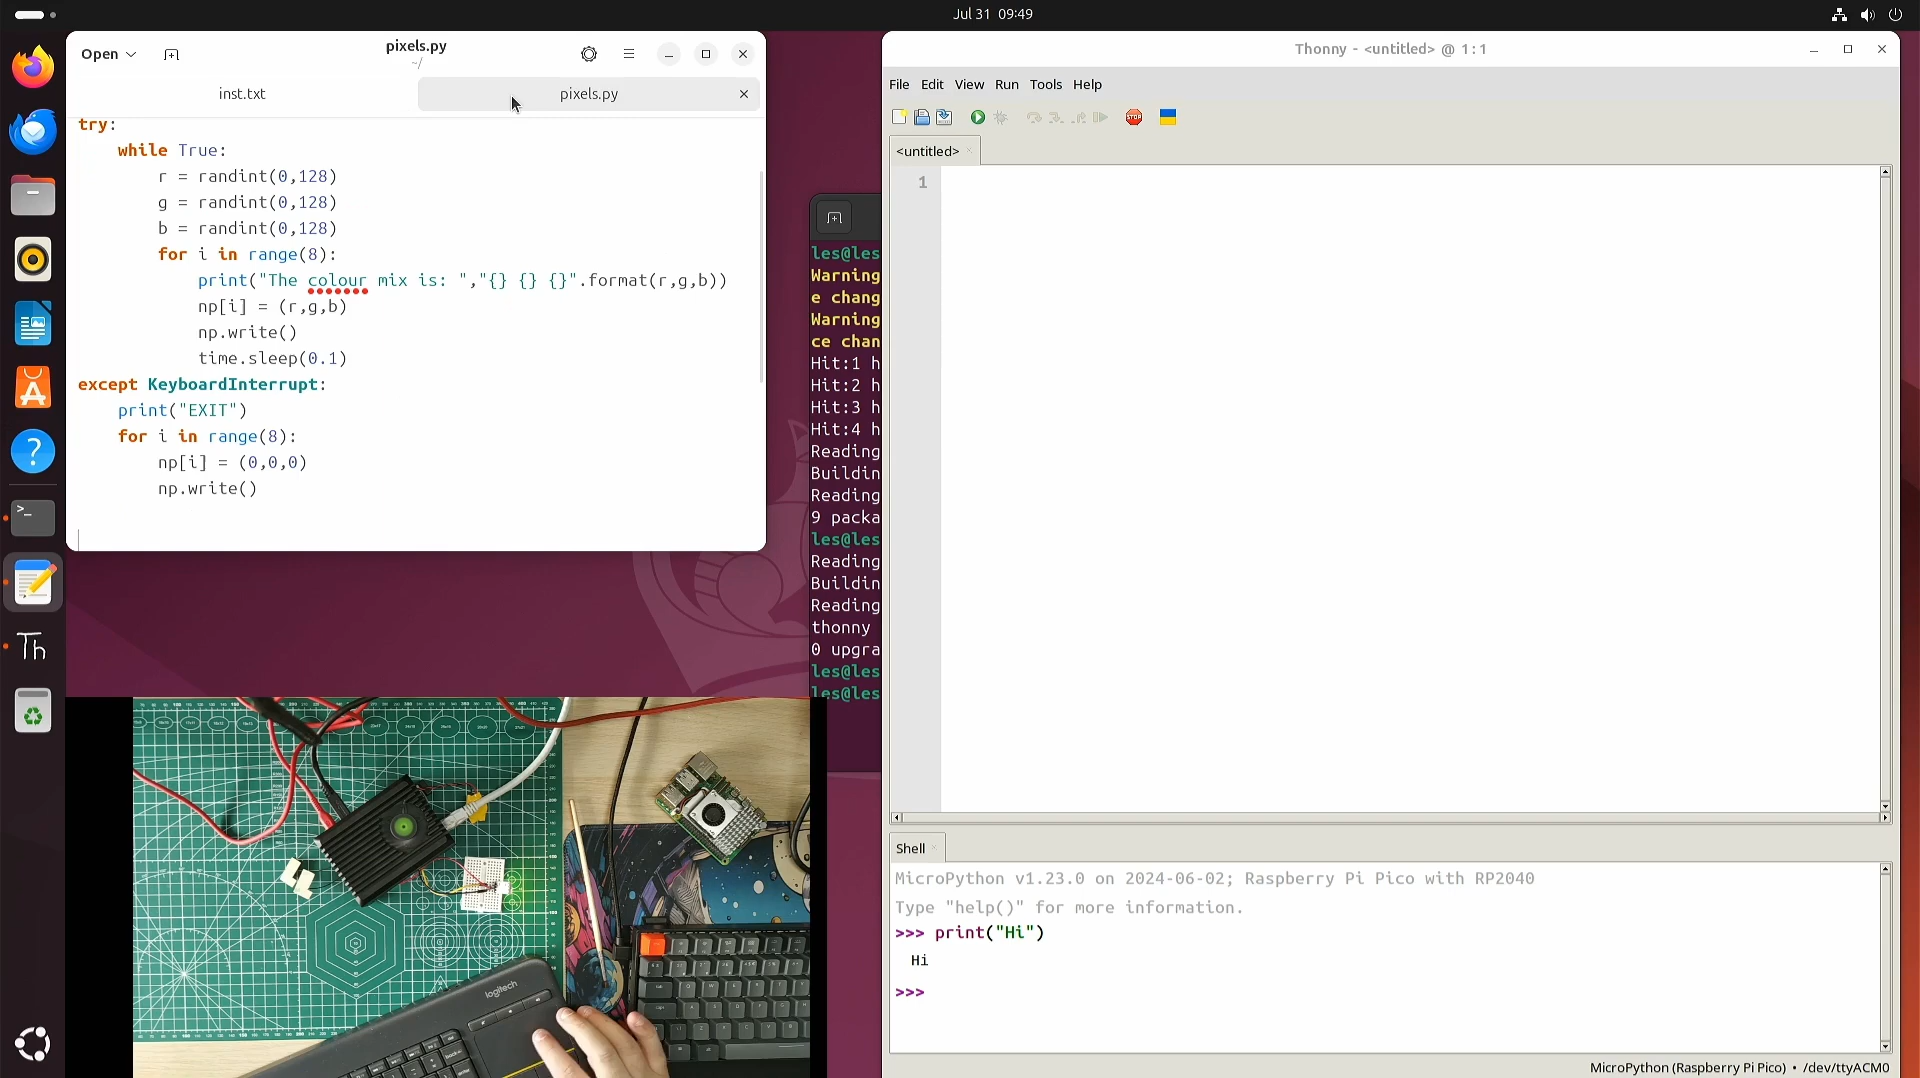 Jul 31 09:49
Open
pixels.py
~/
inst.txt
pixels.py
try:
while True:
r = randint(0,128)
g = randint(0,128)
b = randint(0,128)
for i in range(8):
print("The colour mix is: ","{} {} {}".format(r,g,b))
np[i] = (r,g,b)
np.write()
time.sleep(0.1)
except KeyboardInterrupt:
print("EXIT")
for i in range(8):
np[i] = (0,0,0)
np.write()
les@les
Warning
e chang
Warning
ce chan
Hit:1 h
Hit:2 h
Hit:3 h
Hit:4 h
Reading
Buildin
Reading
9 packa
les@les
Reading
Buildin
Reading
thonny
0 upgra
les@les
les@les
Thonny - <untitled> @ 1:1
File Edit View Run Tools Help
STOP
<untitled>
1
Shell
MicroPython v1.23.0 on 2024-06-02; Raspberry Pi Pico with RP2040
Type "help()" for more information.
>>> print("Hi")
Hi
>>>
MicroPython (Raspberry Pi Pico) • /dev/ttyACM0
Th
logitech